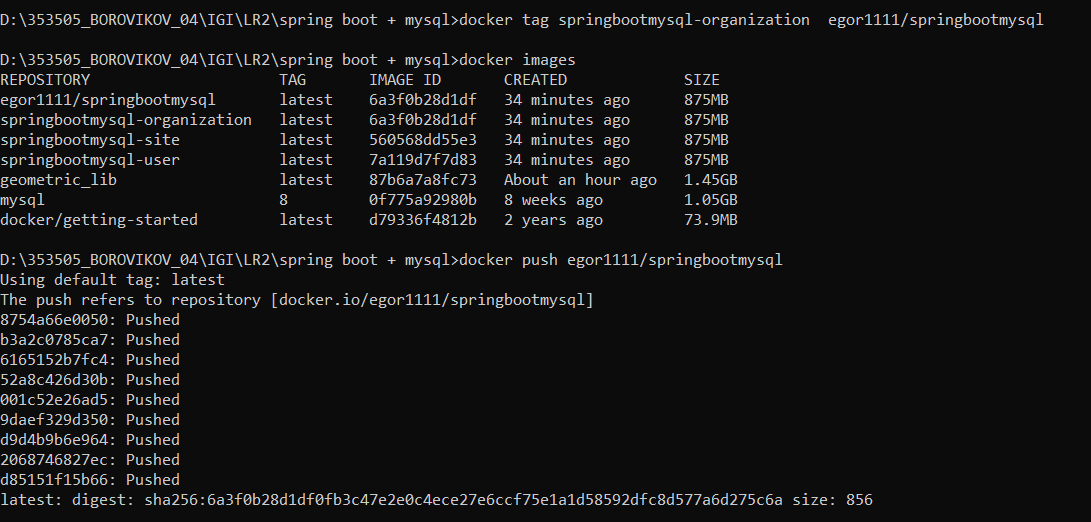 D:\353505_BOROVIKOV_04\IGI\LR2\spring boot + mysql>docker tag springbootmysql-organization  egor1111/springbootmysql
D:\353505_BOROVIKOV_04\IGI\LR2\spring boot + mysql>docker images
REPOSITORY                     TAG       IMAGE ID       CREATED             SIZE
egor1111/springbootmysql       latest    6a3f0b28d1df   34 minutes ago      875MB
springbootmysql-organization   latest    6a3f0b28d1df   34 minutes ago      875MB
springbootmysql-site           latest    560568dd55e3   34 minutes ago      875MB
springbootmysql-user           latest    7a119d7f7d83   34 minutes ago      875MB
geometric_lib                  latest    87b6a7a8fc73   About an hour ago   1.45GB
mysql                          8         0f775a92980b   8 weeks ago         1.05GB
docker/getting-started         latest    d79336f4812b   2 years ago         73.9MB
D:\353505_BOROVIKOV_04\IGI\LR2\spring boot + mysql>docker push egor1111/springbootmysql
Using default tag: latest
The push refers to repository [docker.io/egor1111/springbootmysql]
8754a66e0050: Pushed
b3a2c0785ca7: Pushed
6165152b7fc4: Pushed
52a8c426d30b: Pushed
001c52e26ad5: Pushed
9daef329d350: Pushed
d9d4b9b6e964: Pushed
2068746827ec: Pushed
d85151f15b66: Pushed
latest: digest: sha256:6a3f0b28d1df0fb3c47e2e0c4ece27e6ccf75e1a1d58592dfc8d577a6d275c6a size: 856